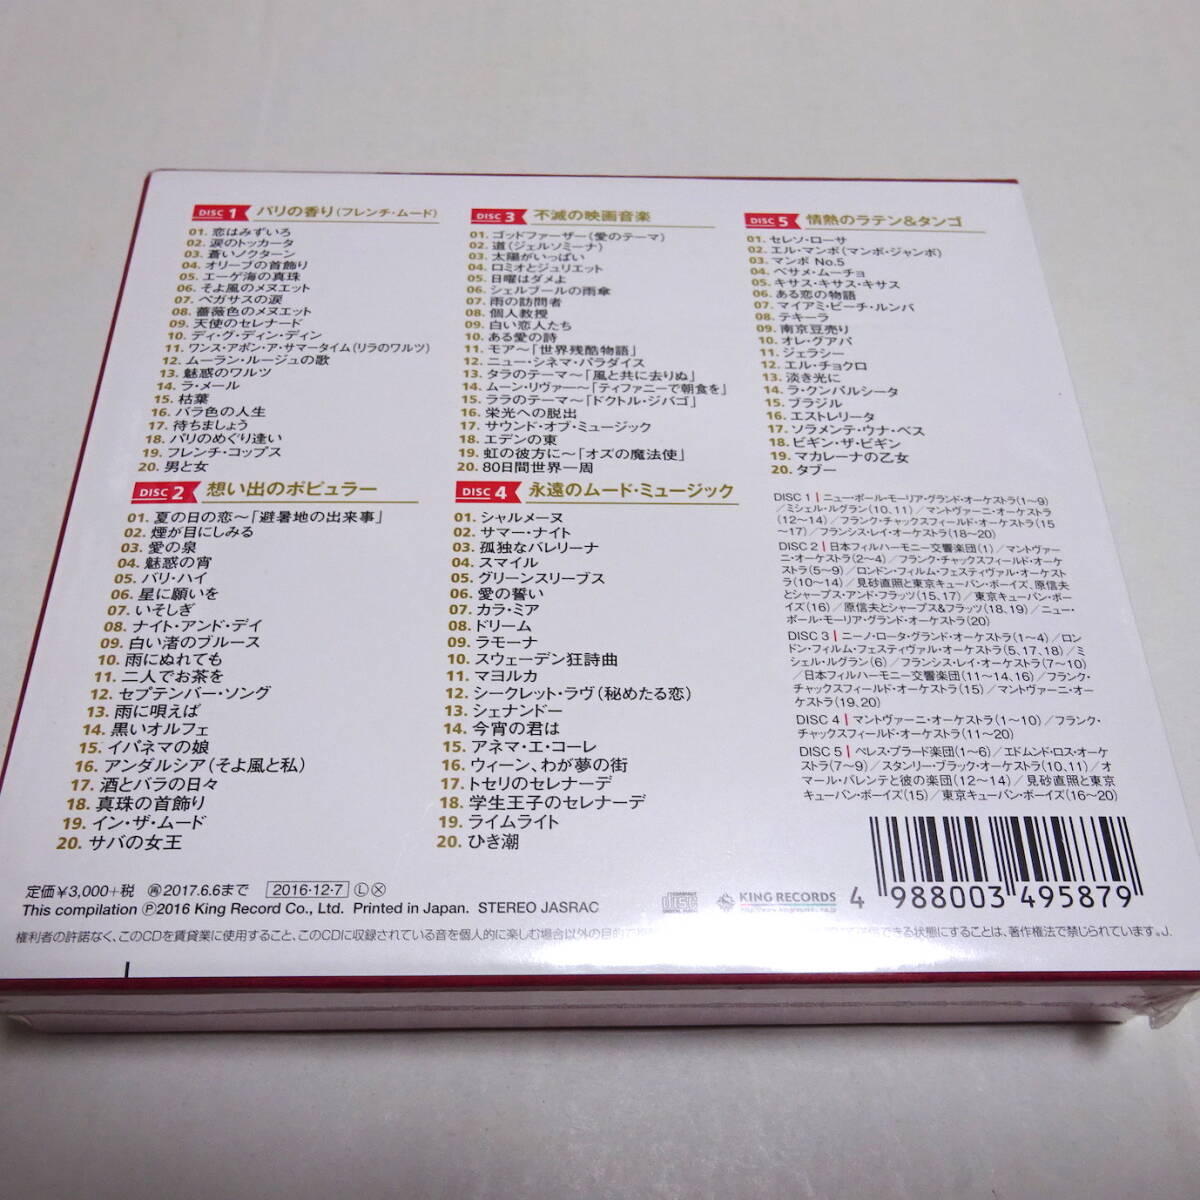 DISC 1 パリの香り(フレンチ・ムード)
01. 恋はみずいろ
02. 涙のトッカータ
03. 蒼いノクターン
04. オリーブの首飾り
05. エーゲ海の真珠
06. そよ風のメヌエット
07. ペガサスの涙
08. 薔薇色のメヌエット
09. 天使のセレナード
10. ディ・グ・ディン・ディン
11. ワンス・アポン・ア・サマータイム(リラのワルツ)
12. ムーラン・ルージュの歌
13. 魅惑のワルツ
14. ラ・メール
15. 枯葉
16. バラ色の人生
17. 待ちましょう
18. パリのめぐり逢い
19. フレンチ・コップス
20. 男と女
DISC 2 想い出のポピュラー
01. 夏の日の恋~「避暑地の出来事」
02. 煙が目にしみる
03. 愛の泉
04. 魅惑の宵
05. バリ・ハイ
06. 星に願いを
07. いそしぎ
08. ナイト・アンド・デイ
09. 白い渚のブルース
10. 雨にぬれても
11. 二人でお茶を
12. セプテンバー・ソング
13. 雨に唄えば
14. 黒いオルフェ
15. イパネマの娘
16. アンダルシア(そよ風と私)
17. 酒とバラの日々
18. 真珠の首飾り
19. イン・ザ・ムード
20. サバの女王
DISC 3 不滅の映画音楽
01. ゴッドファーザー(愛のテーマ)
02. 道(ジェルソミーナ)
03. 太陽がいっぱい
04. ロミオとジュリエット
05. 日曜はダメよ
06. シェルブールの雨傘
07. 雨の訪問者
08. 個人教授
09. 白い恋人たち
10. ある愛の詩
11. モア~「世界残酷物語」
12. ニュー・シネマ・パラダイス
13. タラのテーマ~「風と共に去りぬ」
14. ムーン・リヴァー~「ティファニーで朝食を」
15. ララのテーマ~「ドクトル・ジバゴ」
16. 栄光への脱出
17. サウンド・オブ・ミュージック
18. エデンの東
19. 虹の彼方に~「オズの魔法使」
20. 80日間世界一周
DISC 4 永遠のムード・ミュージック
01. シャルメーヌ
02. サマー・ナイト
03. 孤独なバレリーナ
04. スマイル
05. グリーンスリーブス
06. 愛の誓い
07. カラ・ミア
08. ドリーム
09. ラモーナ
10. スウェーデン狂詩曲
11. マヨルカ
12. シークレット・ラヴ(秘めたる恋)
13. シェナンドー
14. 今宵の君は
15. アネマ・エ・コーレ
16. ウィーン、わが夢の街
17. トセリのセレナーデ
18. 学生王子のセレナーデ
19. ライムライト
20. ひき潮
DISC 5 情熱のラテン&タンゴ
01. セレソ・ローサ
02. エル・マンボ(マンボ・ジャンボ)
03. マンボ No.5
04. ベサメ・ムーチョ
05. キサス・キサス・キサス
06. ある恋の物語
07. マイアミ・ビーチ・ルンバ
08. テキーラ
09. 南京豆売り
10. オレ・グアパ
11. ジェラシー
12. エル・チョクロ
13. 淡き光に
14. ラ・クンパルシータ
15. ブラジル
16. エストレリータ
17. ソラメンテ・ウナ・ベス
18. ビギン・ザ・ビギン
19. マカレーナの乙女
20. タブー
DISC 1 | ニュー・ポール・モーリア・グランド・オーケストラ(1~9)
/ミシェル・ルグラン(10、11)/マントヴァーニ・オーケストラ
(12~14)/フランク・チャックスフィールド・オーケストラ(15
~17)/フランシス・レイ・オーケストラ(18~20)
DISC 2 | 日本フィルハーモニー交響楽団(1)/マントヴァー
ニ・オーケストラ(2~4)/フランク・チャックスフィールド・オーケ
ストラ(5~9)/ロンドン・フィルム・フェスティヴァル・オーケスト
ラ(10~14)/見砂直照と東京キューバン・ボーイズ、原信夫
とシャープス・アンド・フラッツ(15、17)/東京キューバン・ボー
イズ(16)/原信夫とシャープス&フラッツ(18、19)/ニュー・
ポール・モーリア・グランド・オーケストラ(20)
DISC 3 | ニーノ・ロータ・グランド・オーケストラ(1~4)/ロン
ドン・フィルム・フェスティヴァル・オーケストラ(5、17、18)/ミ
シェル・ルグラン(6)/フランシス・レイ・オーケストラ(7~10)
/日本フィルハーモニー交響楽団(11~14、16)/フランク・
チャックスフィールド・オーケストラ(15)/マントヴァーニ・オー
ケストラ(19、20)
DISC 4 | マントヴァーニ・オーケストラ(1~10)/フランク・
チャックスフィールド・オーケストラ(11~20)
DISC 5 | ペレス・プラード楽団(1~6)/エドムンド・ロス・オーケ
ストラ(7~9)/スタンリー・ブラック・オーケストラ(10、11)/オ
マール・バレンテと彼の楽団(12~14)/見砂直照と東京
キューバン・ボーイズ(15)/東京キューバン・ボーイズ(16~20)
定価¥3,000+税 ㊢2017.6.6まで 2016・12・7 Ⓛ Ⓧ
This compilation Ⓟ2016 King Record Co., Ltd. Printed in Japan. STEREO JASRAC
KING RECORDS
4 988003 495879
権利者の許諾なく、このCDを賃貸業に使用すること、このCDに収録されている音を個人的に楽しむ場合以外の目的で できる状態にすることは、著作権法で禁じられています。J.